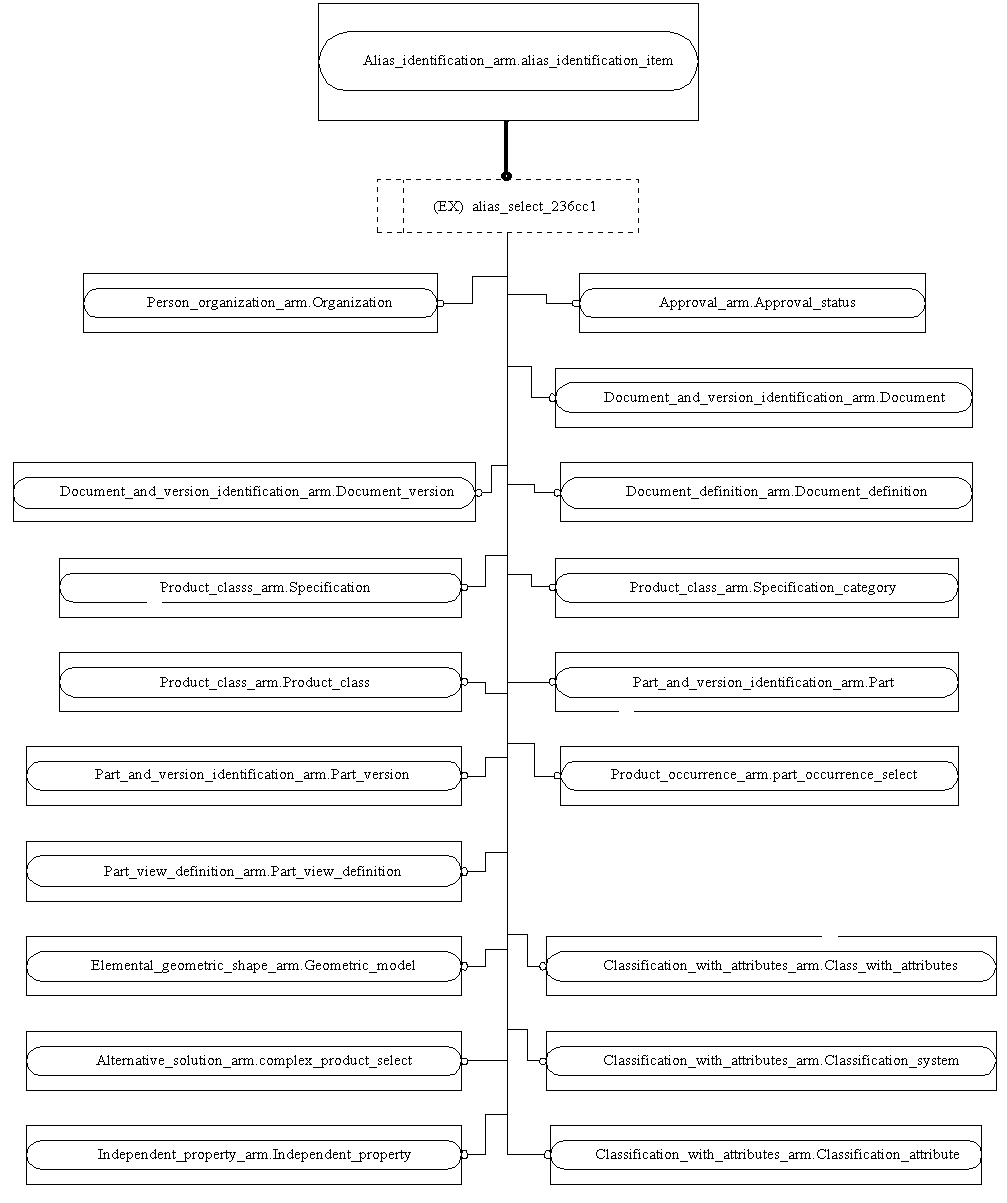 Alias_identification_arm.alias_identification_item
(EX) alias_select_236cc1
Person_organization_arm.Organization
Approval_arm.Approval_status
Document_and_version_identification_arm.Document
Document_and_version_identification_arm.Document_version
Document_definition_arm.Document_definition
Product_classs_arm.Specification
Product_class_arm.Specification_category
Product_class_arm.Product_class
Part_and_version_identification_arm.Part
Part_and_version_identification_arm.Part_version
Product_occurrence_arm.part_occurrence_select
Part_view_definition_arm.Part_view_definition
Elemental_geometric_shape_arm.Geometric_model
Classification_with_attributes_arm.Class_with_attributes
Alternative_solution_arm.complex_product_select
Classification_with_attributes_arm.Classification_system
Independent_property_arm.Independent_property
Classification_with_attributes_arm.Classification_attribute